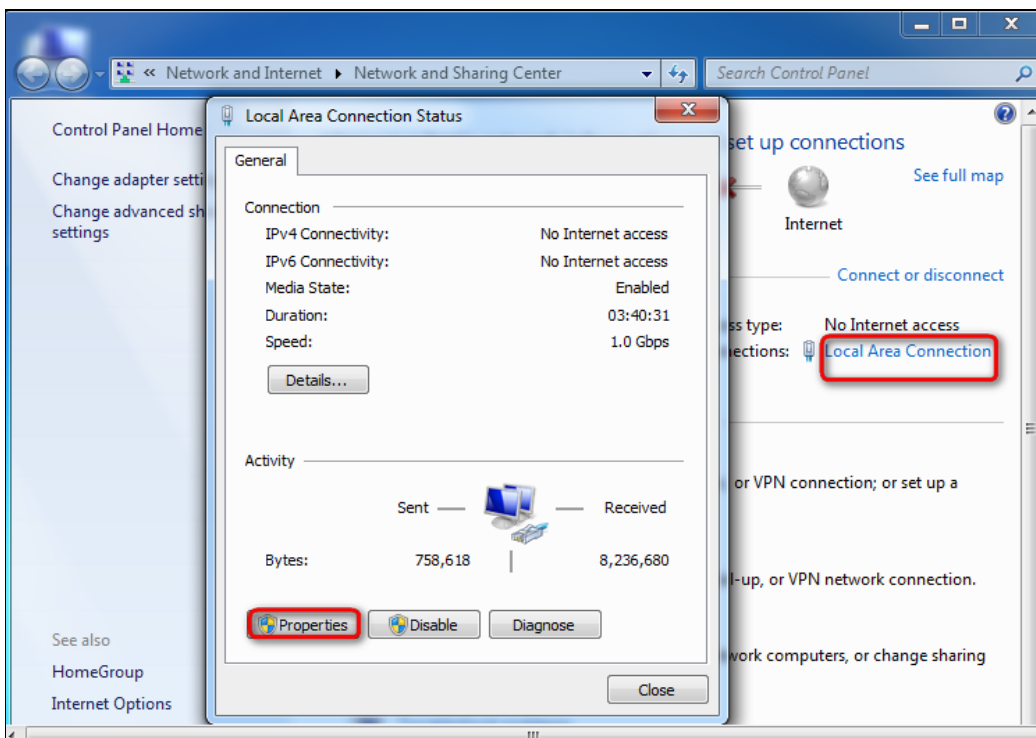 « Network and Internet ▸ Network and Sharing Center
Search Control Panel
Control Panel Home
Change adapter setti
Change advanced sh
settings
See also
HomeGroup
Internet Options
Local Area Connection Status
General
Connection
IPv4 Connectivity: No Internet access
IPv6 Connectivity: No Internet access
Media State: Enabled
Duration: 03:40:31
Speed: 1.0 Gbps
Details...
Activity
Sent Received
Bytes: 758,618 8,236,680
Properties Disable Diagnose
Close
set up connections
See full map
Internet
Connect or disconnect
ss type: No Internet access
nections: Local Area Connection
or VPN connection; or set up a
l-up, or VPN network connection.
work computers, or change sharing